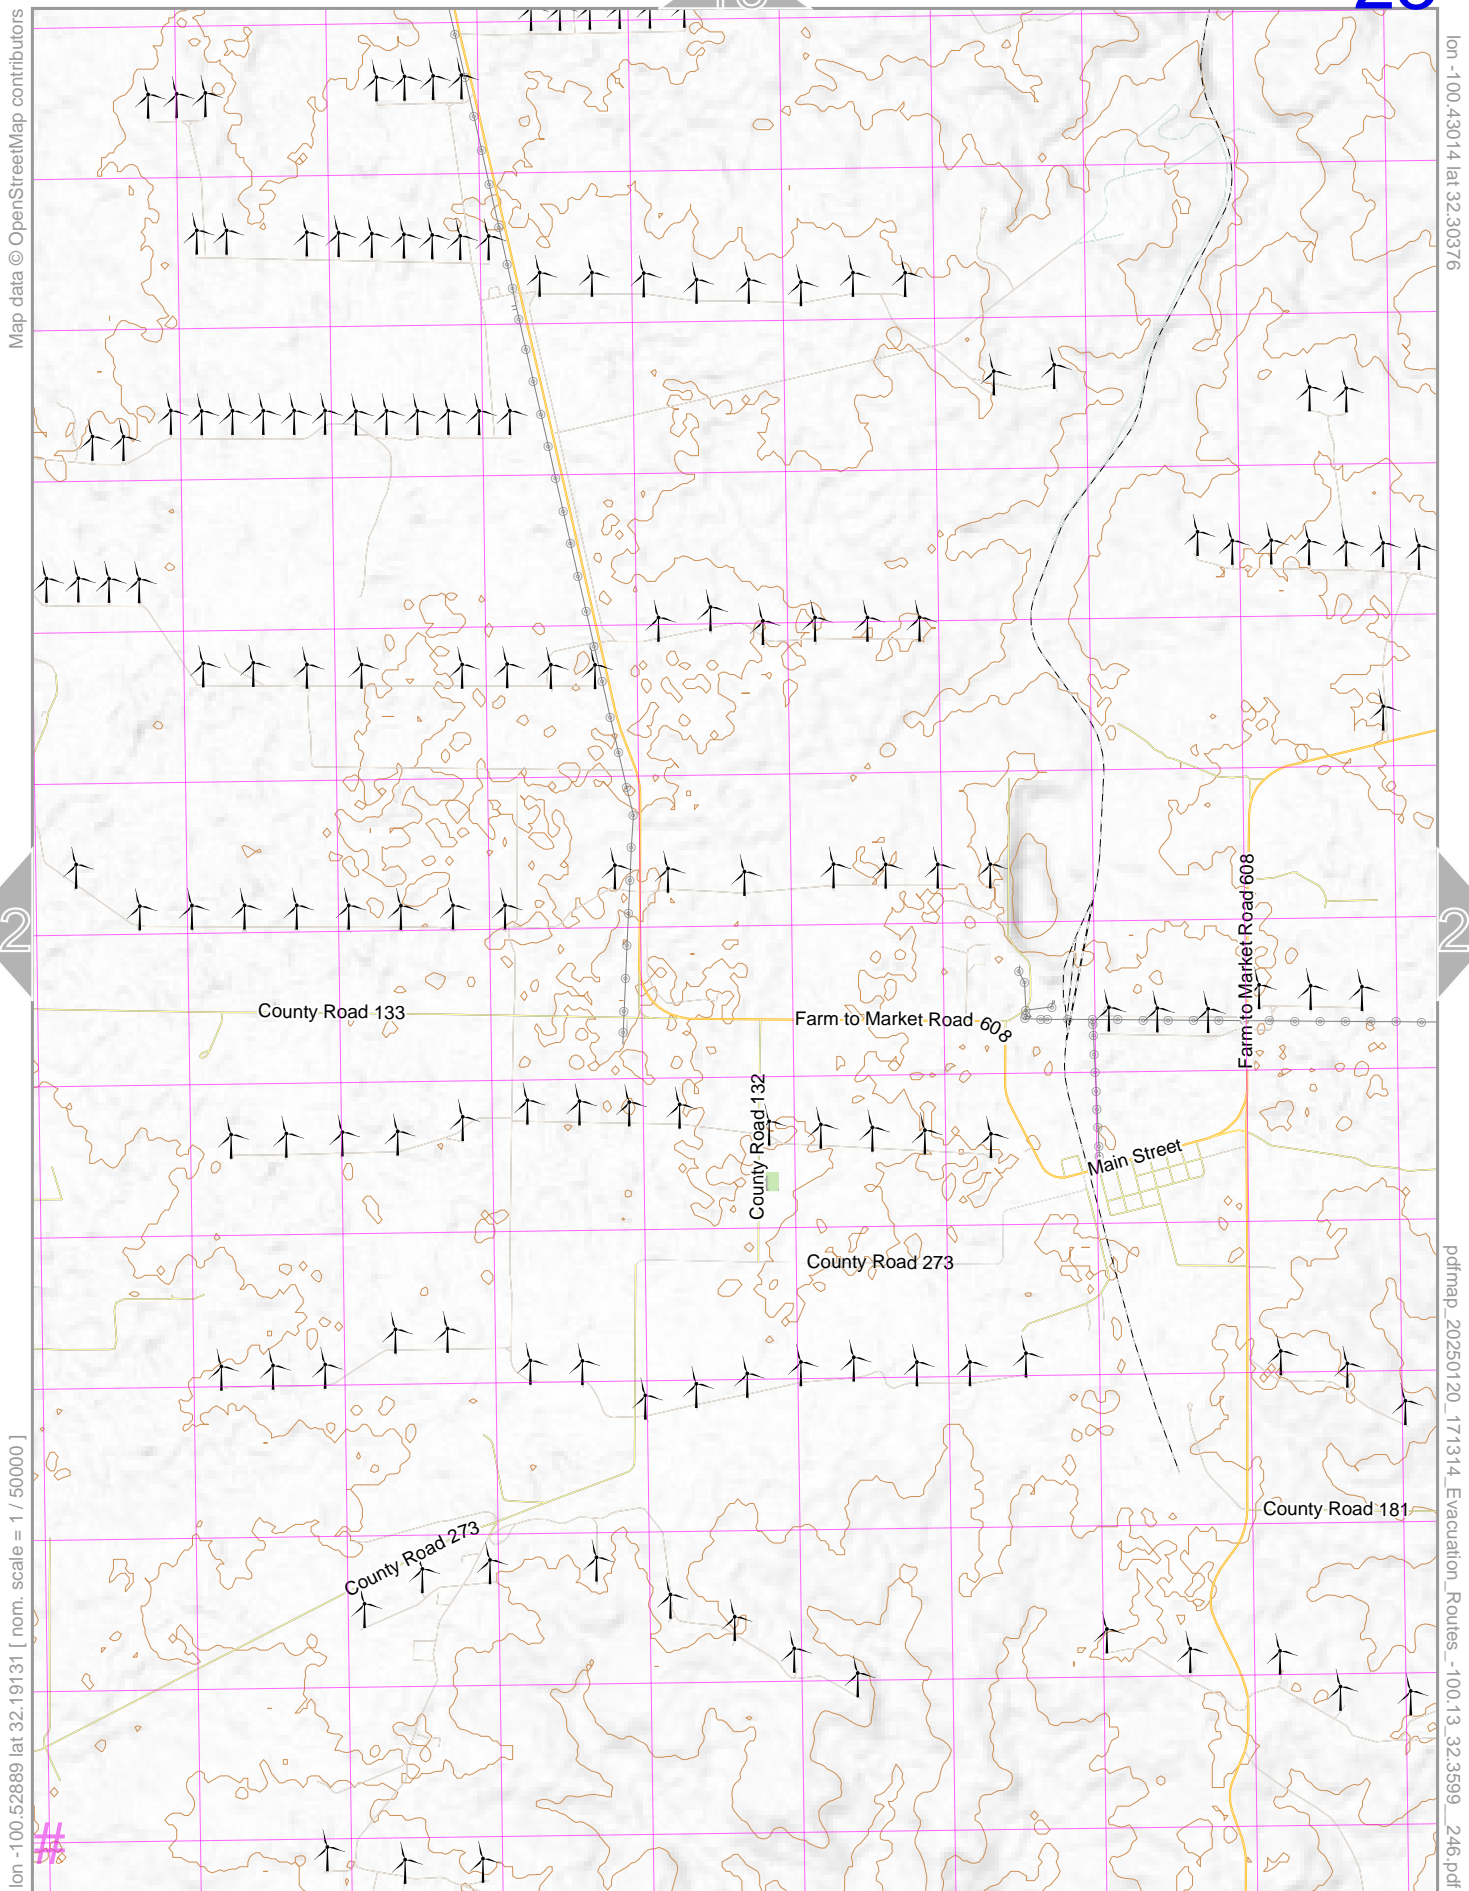 Map data © OpenStreetMap contributors
lon -100.43014 lat 32.30376
Farm to Market Road 608
2
2
County Road 133
Farm to Market Road 608
County Road 132
Main Street
County Road 273
County Road 181
County Road 273
lon -100.52889 lat 32.19131 [ nom. scale = 1 / 50000 ]
pdfmap_20250120_171314_Evacuation_Routes_-100.13_32.3599__246.pdf
#